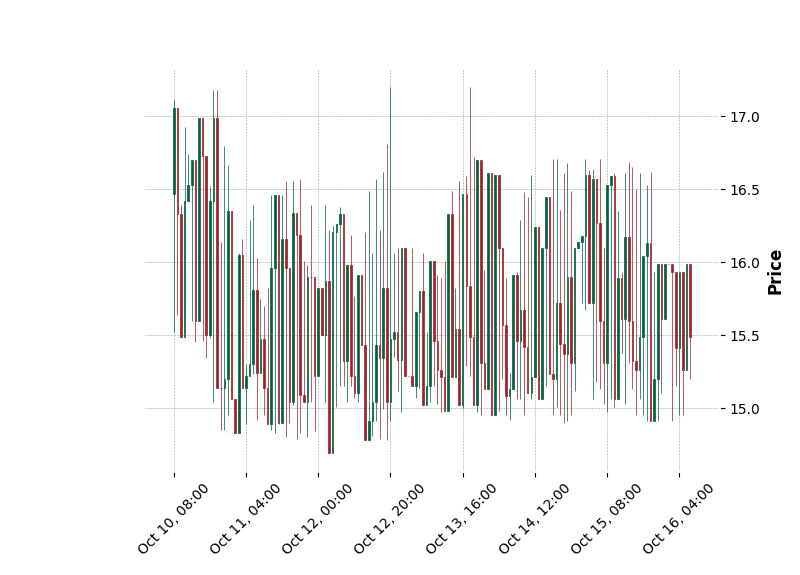 17.0
16.5
16.0
15.5
15.0
Price
Oct 10, 08:00
Oct 11, 04:00
Oct 12, 00:00
Oct 12, 20:00
Oct 13, 16:00
Oct 14, 12:00
Oct 15, 08:00
Oct 16, 04:00